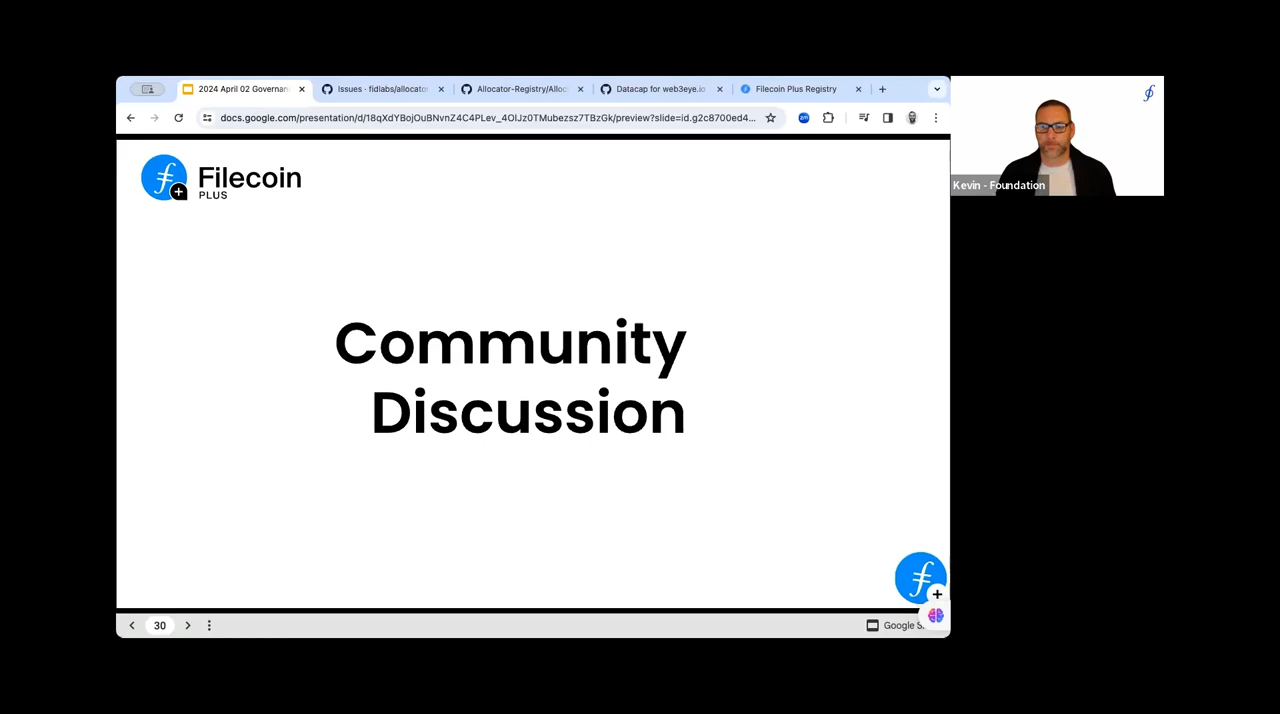 2024 April 02 Governan
Issues · fidlabs/allocator
Allocator-Registry/Alloc
Datacap for web3eye.io
Filecoin Plus Registry
docs.google.com/presentation/d/18qXdYBojOuBNvnZ4C4PLev_4OIJz0TMubezsz7TBzGk/preview?slide=id.g2c8700ed4...
Filecoin
PLUS
Kevin - Foundation
Community
Discussion
30
Google S